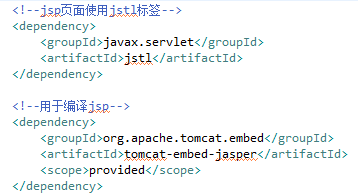 <!--jsp页面使用jstl标签-->
<dependency>
<groupId>javax.servlet</groupId>
<artifactId>jstl</artifactId>
</dependency>
<!--用于编译jsp-->
<dependency>
<groupId>org.apache.tomcat.embed</groupId>
<artifactId>tomcat-embed-jasper</artifactId>
<scope>provided</scope>
</dependency>